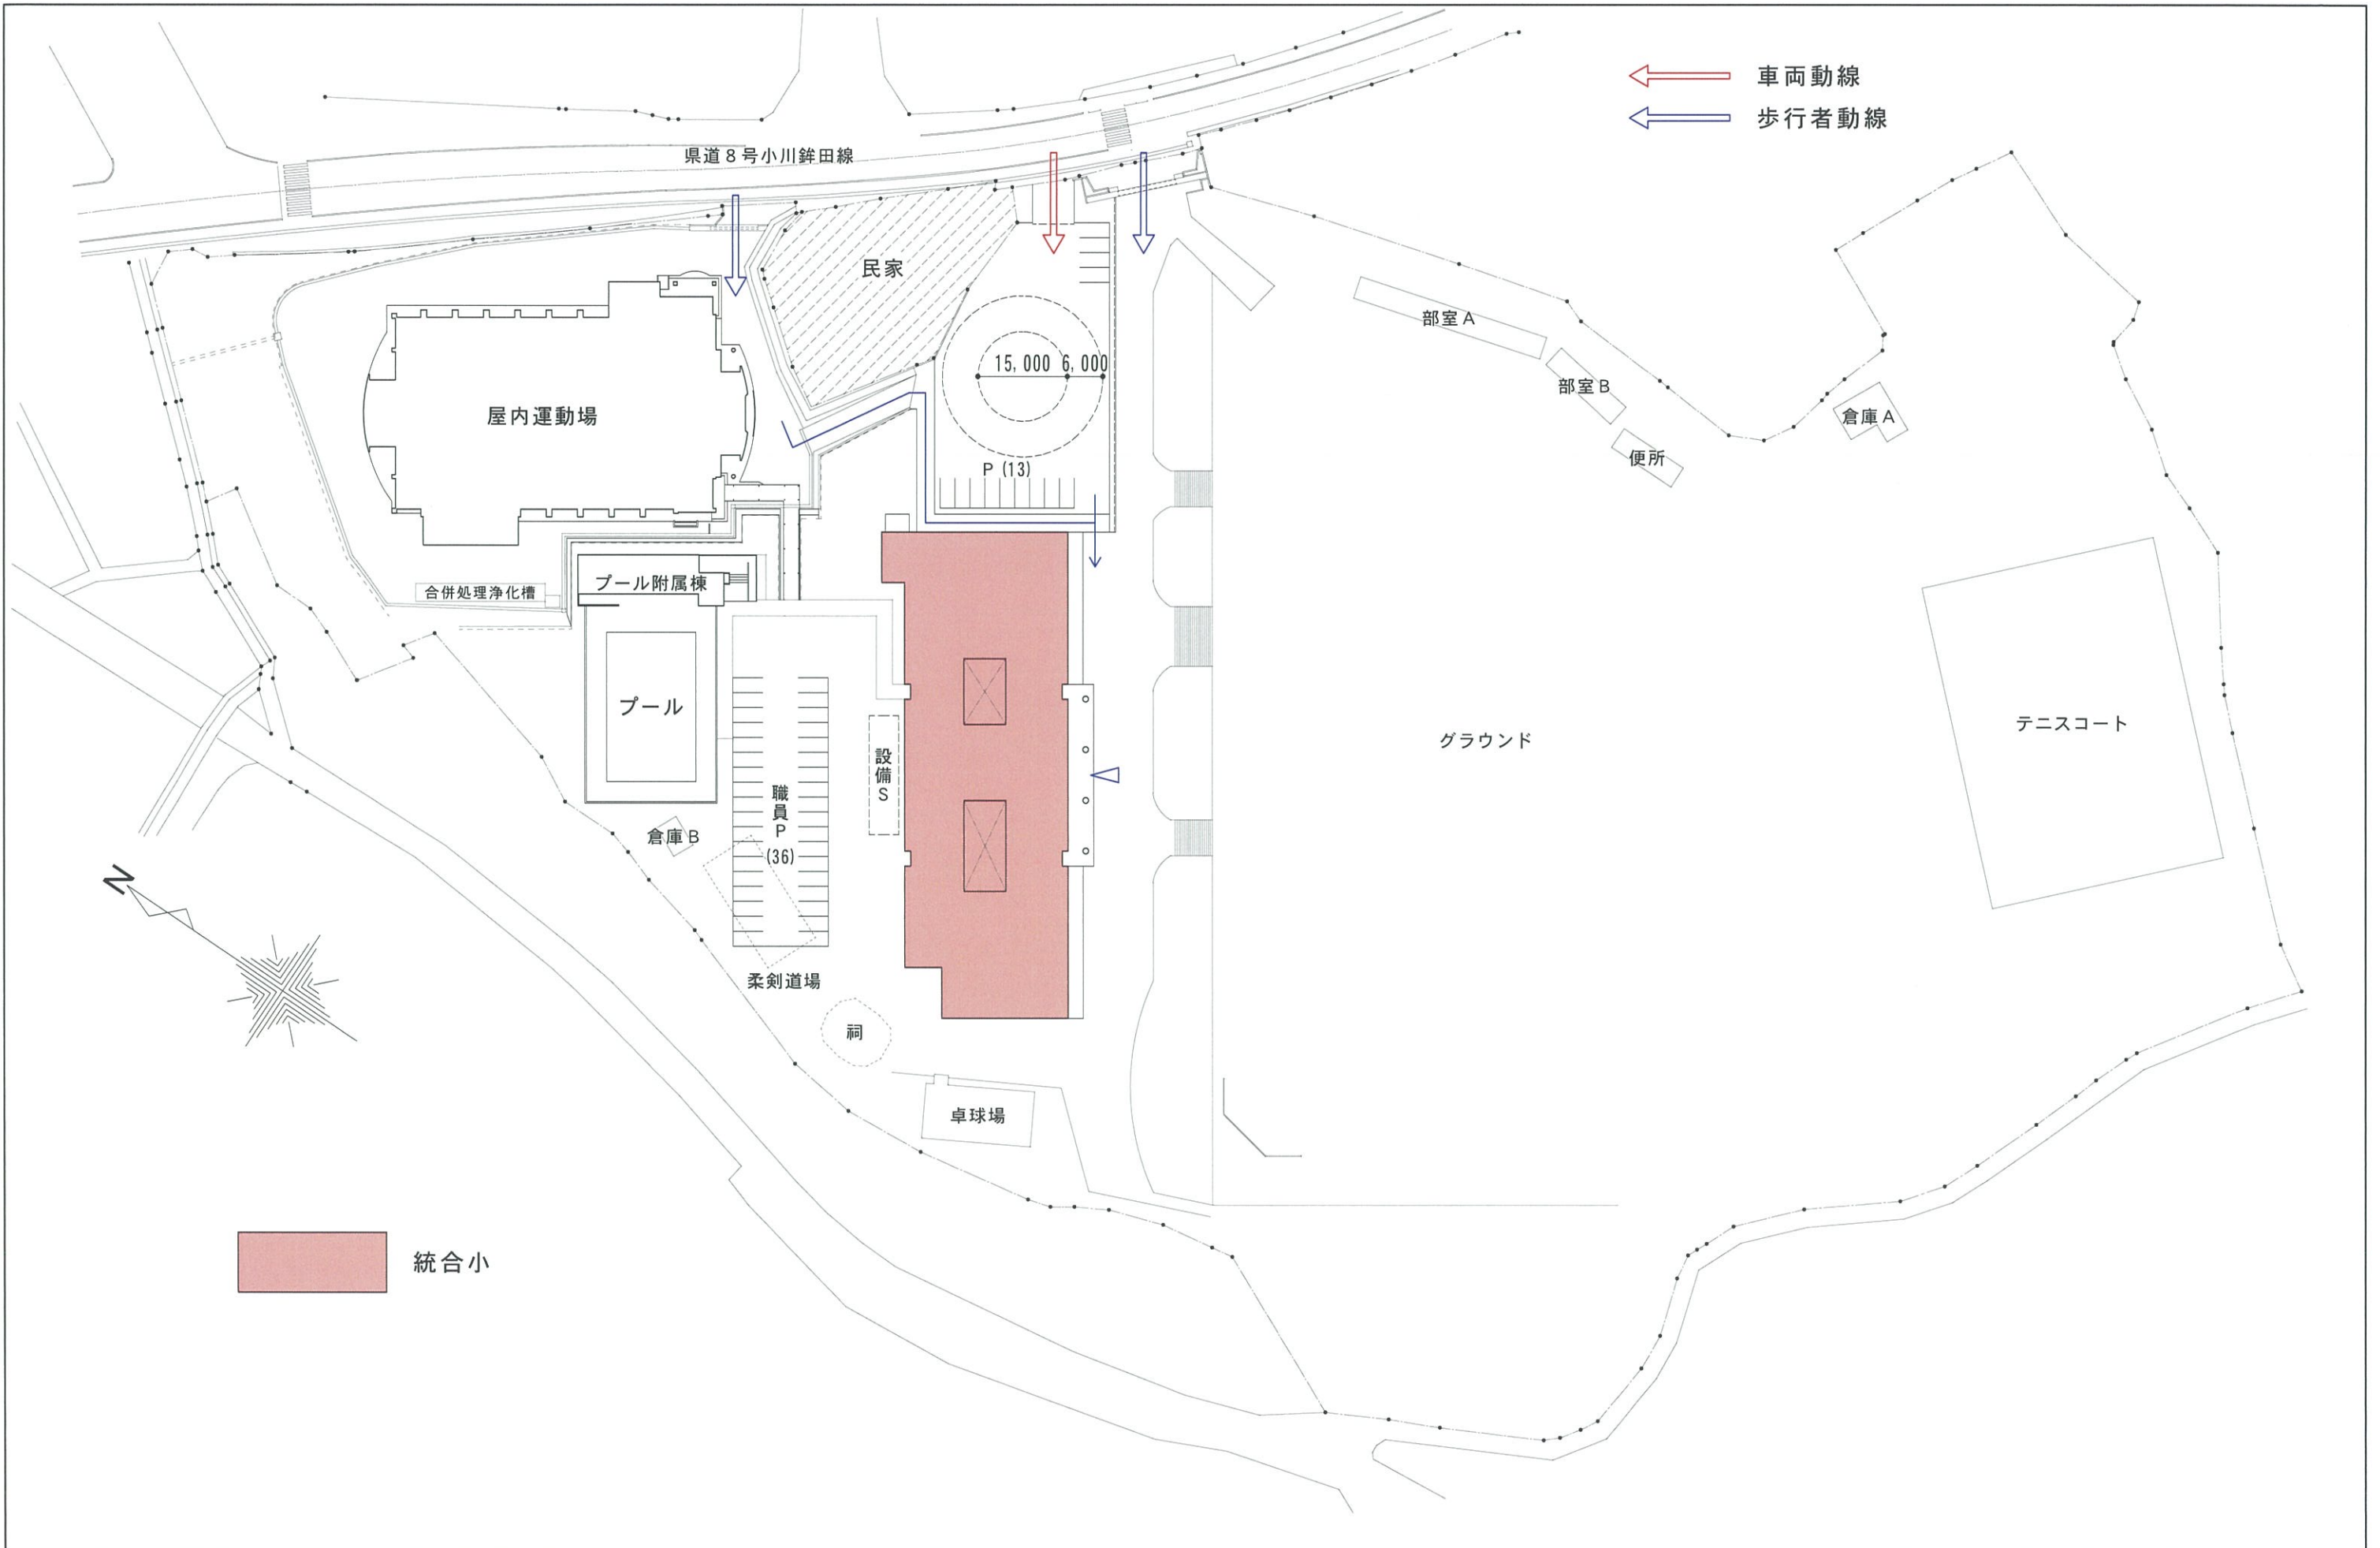 車両動線
歩行者動線
県道8号小川鉾田線
民家
部室A
15,000 6,000
部室B
屋内運動場
倉庫A
便所
P (13)
プール附属棟
合併処理浄化槽
プール
テニスコート
グラウンド
設備S
職員P
(36)
倉庫B
N
柔剣道場
祠
卓球場
統合小